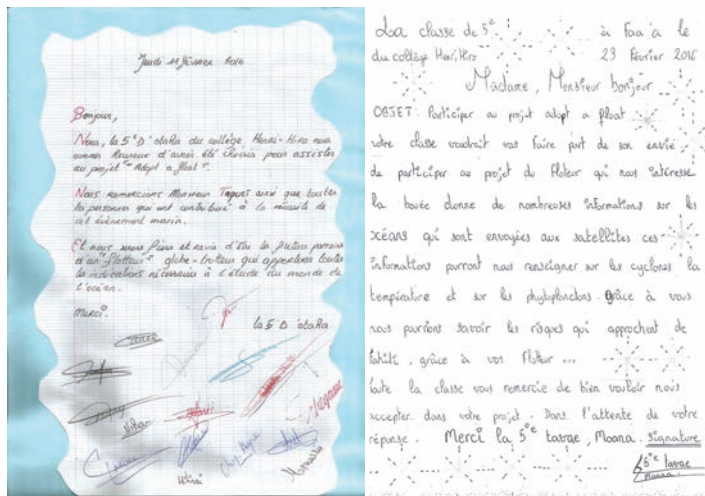 Jeudi 11 février 2016
Bonjour,
Nous, la 5°D'otaha du collège Henri-Hiro nous
sommes heureux d'avoir été choisis pour assister
au projet "Adopt a float".
Nous remercions Monsieur Taquet ainsi que toutes
les personnes qui ont contribué à la réussite de
cet évènement marin.
Et nous serons fiers et ravis d'être les futurs parrains
d'un "flotteur" globe-trotteur qui apportera toutes
les indications nécessaires à l'étude du monde de
l'océan.
Merci.
la 5°D'otaha
La classe de 5e à Faa'a le
du collège Henri Hiro 23 Février 2016
Madame, Monsieur bonjour
OBJET: Participer au projet adopt a float
votre classe voudrait vous faire part de son envie
de participer au projet du floteur qui nous intéresse
la bouée donne de nombreuses informations sur les
océans qui sont envoyées aux satellites ces
informations pourront nous renseigner sur les cyclones la
température et sur les phytoplanctons. Grâce à vous
nous pourrions savoir les risques qui approchent de
tahiti, grâce à vos floteur ...
toute la classe vous remercie de bien vouloir nous
accepter dans votre projet. Dans l'attente de votre
réponse. Merci la 5°e tavae, Moana. signature
5°e tavae
moana